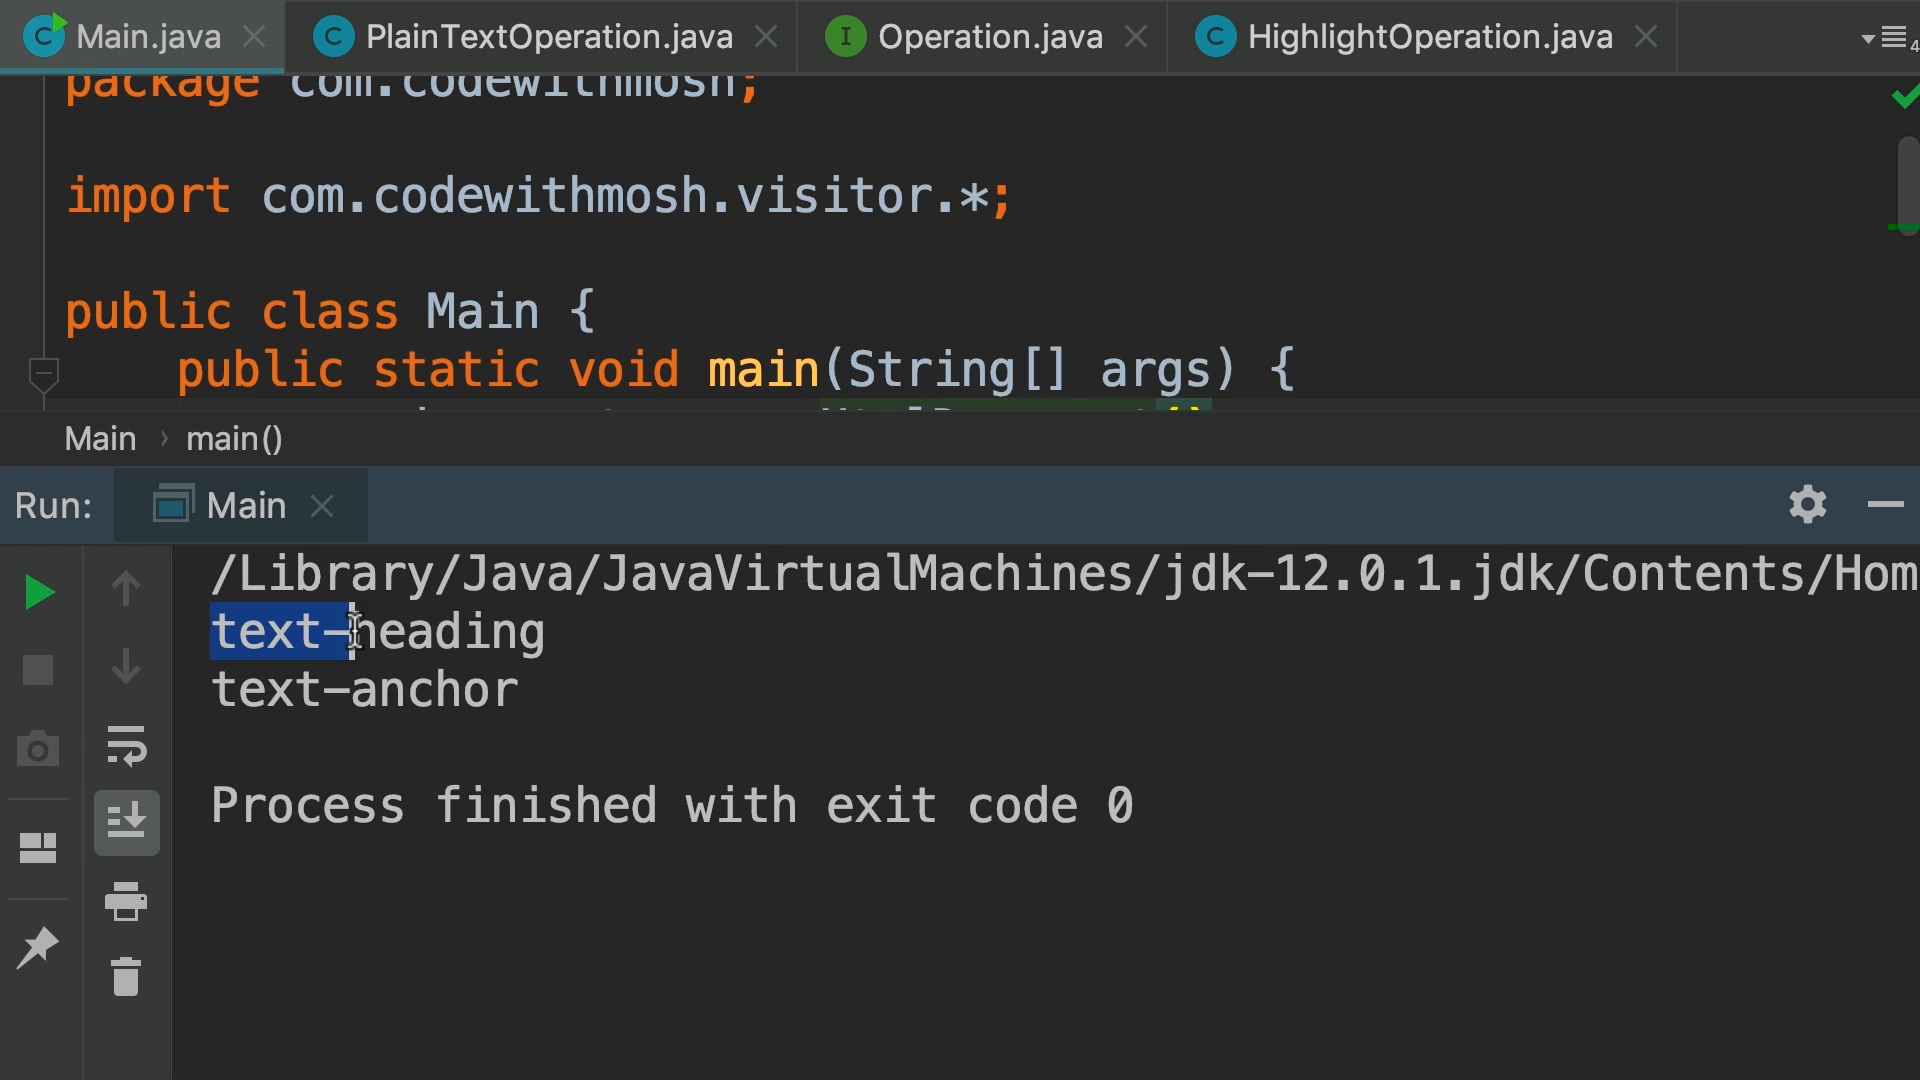 Main.java PlainTextOperation.java Operation.java HighlightOperation.java
package com.codewithmosh;
import com.codewithmosh.visitor.*;
public class Main {
public static void main(String[] args) {
Main › main()
Run: Main
/Library/Java/JavaVirtualMachines/jdk-12.0.1.jdk/Contents/Hom
text-heading
text-anchor
Process finished with exit code 0